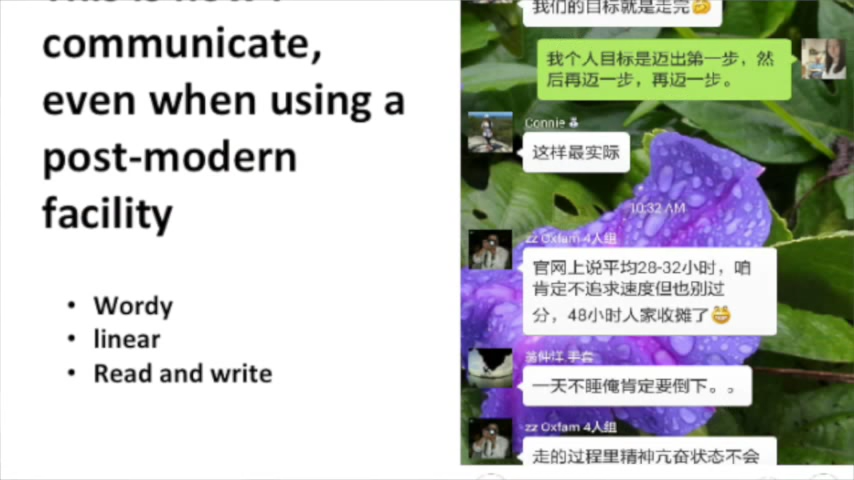 communicate,
even when using a
post-modern
facility
• Wordy
• linear
• Read and write
我们的目标就是走完
我个人目标是迈出第一步，然
后再迈一步，再迈一步。
Connie
这样最实际
10:32 AM
zz Oxfam 4人组
官网上说平均28-32小时，咱
肯定不追求速度但也别过
分，48小时人家收摊了
一天不睡俺肯定要倒下。。
zz Oxfam 4人组
走的过程里精神亢奋状态不会